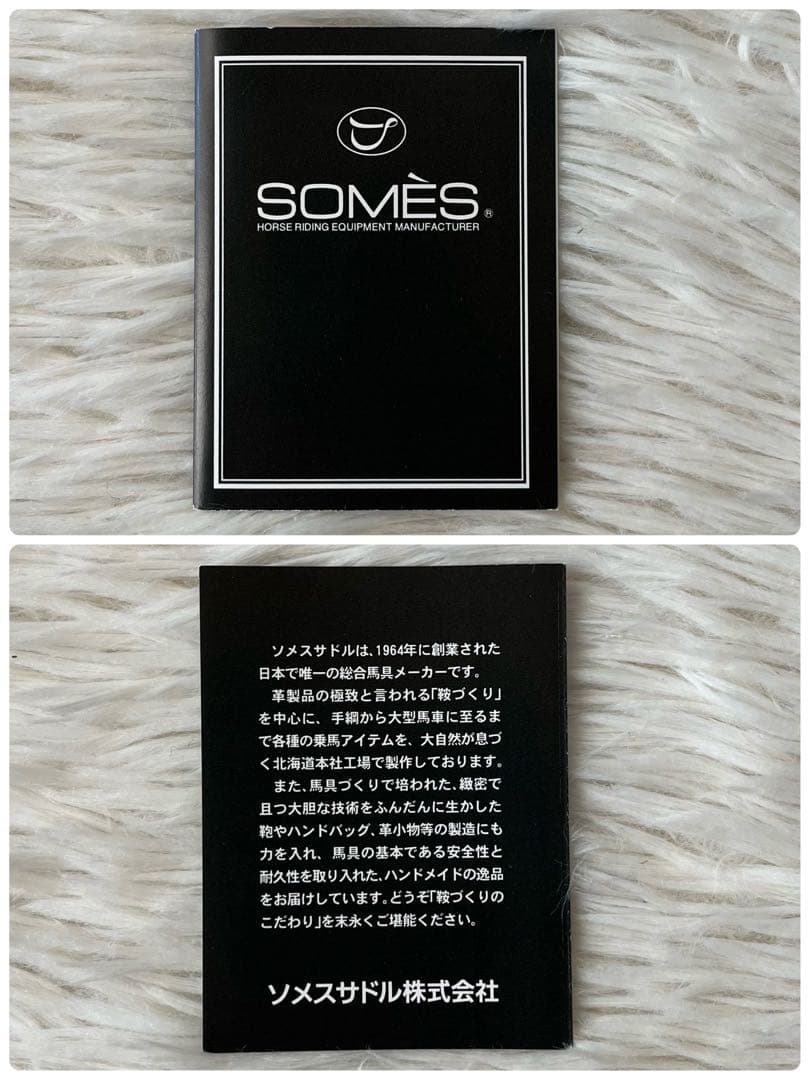 SOMÈS®
HORSE RIDING EQUIPMENT MANUFACTURER
ソメスサドルは、1964年に創業された
日本で唯一の総合馬具メーカーです。
革製品の極致と言われる「鞍づくり」
を中心に、手綱から大型馬車に至るま
で各種の乗馬アイテムを、大自然が息づ
く北海道本社工場で製作しております。
また、馬具づくりで培われた、緻密で
且つ大胆な技術をふんだんに生かした
鞄やハンドバッグ、革小物等の製造にも
力を入れ、馬具の基本である安全性と
耐久性を取り入れた、ハンドメイドの逸品
をお届けしています。どうぞ「鞍づくりの
こだわり」を末永くご堪能ください。
ソメスサドル株式会社